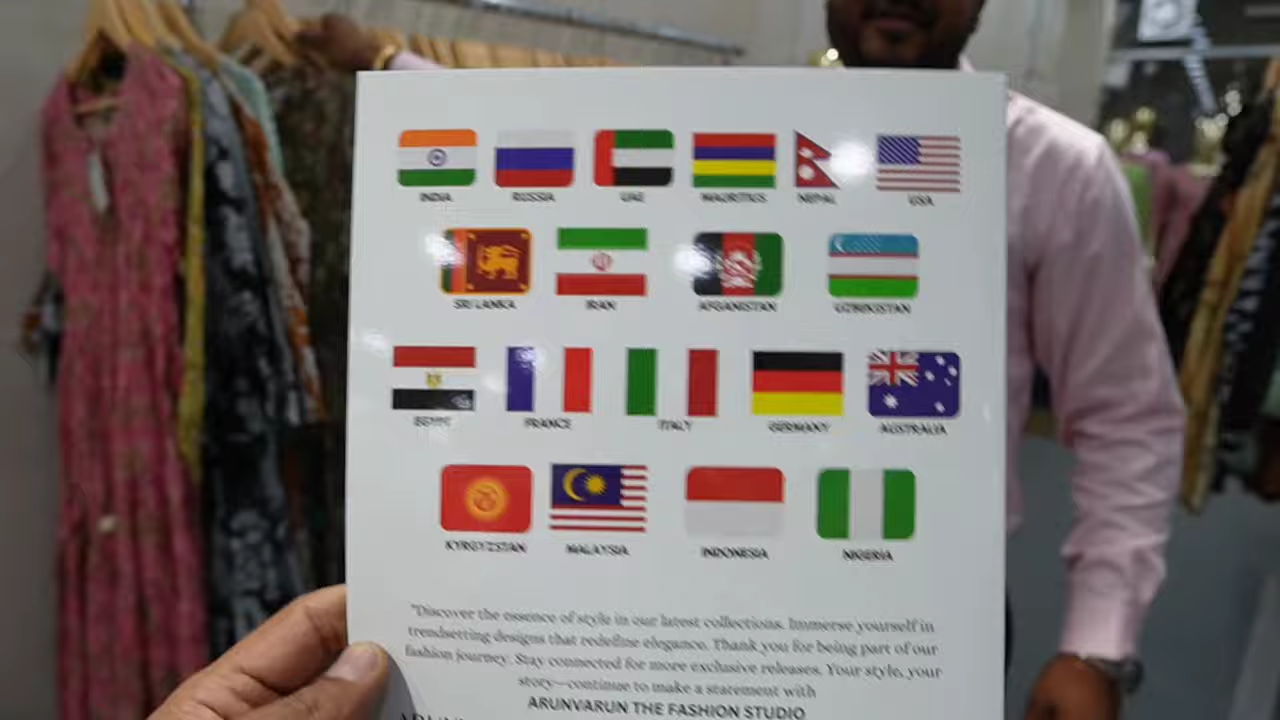 INDIA RUSSIA UAE MAURITIUS NEPAL USA
SRI LANKA IRAN AFGANISTAN UZBIKISTAN
EGYPT FRANCE ITALY GERMANY AUSTRALIA
KYRGYZSTAN MALAYSIA INDONESIA NIGERIA
"Discover the essence of style in our latest collections. Immerse yourself in
trendsetting designs that redefine elegance. Thank you for being part of our
fashion journey. Stay connected for more exclusive releases. Your style, your
story—continue to make a statement with
ARUNVARUN THE FASHION STUDIO